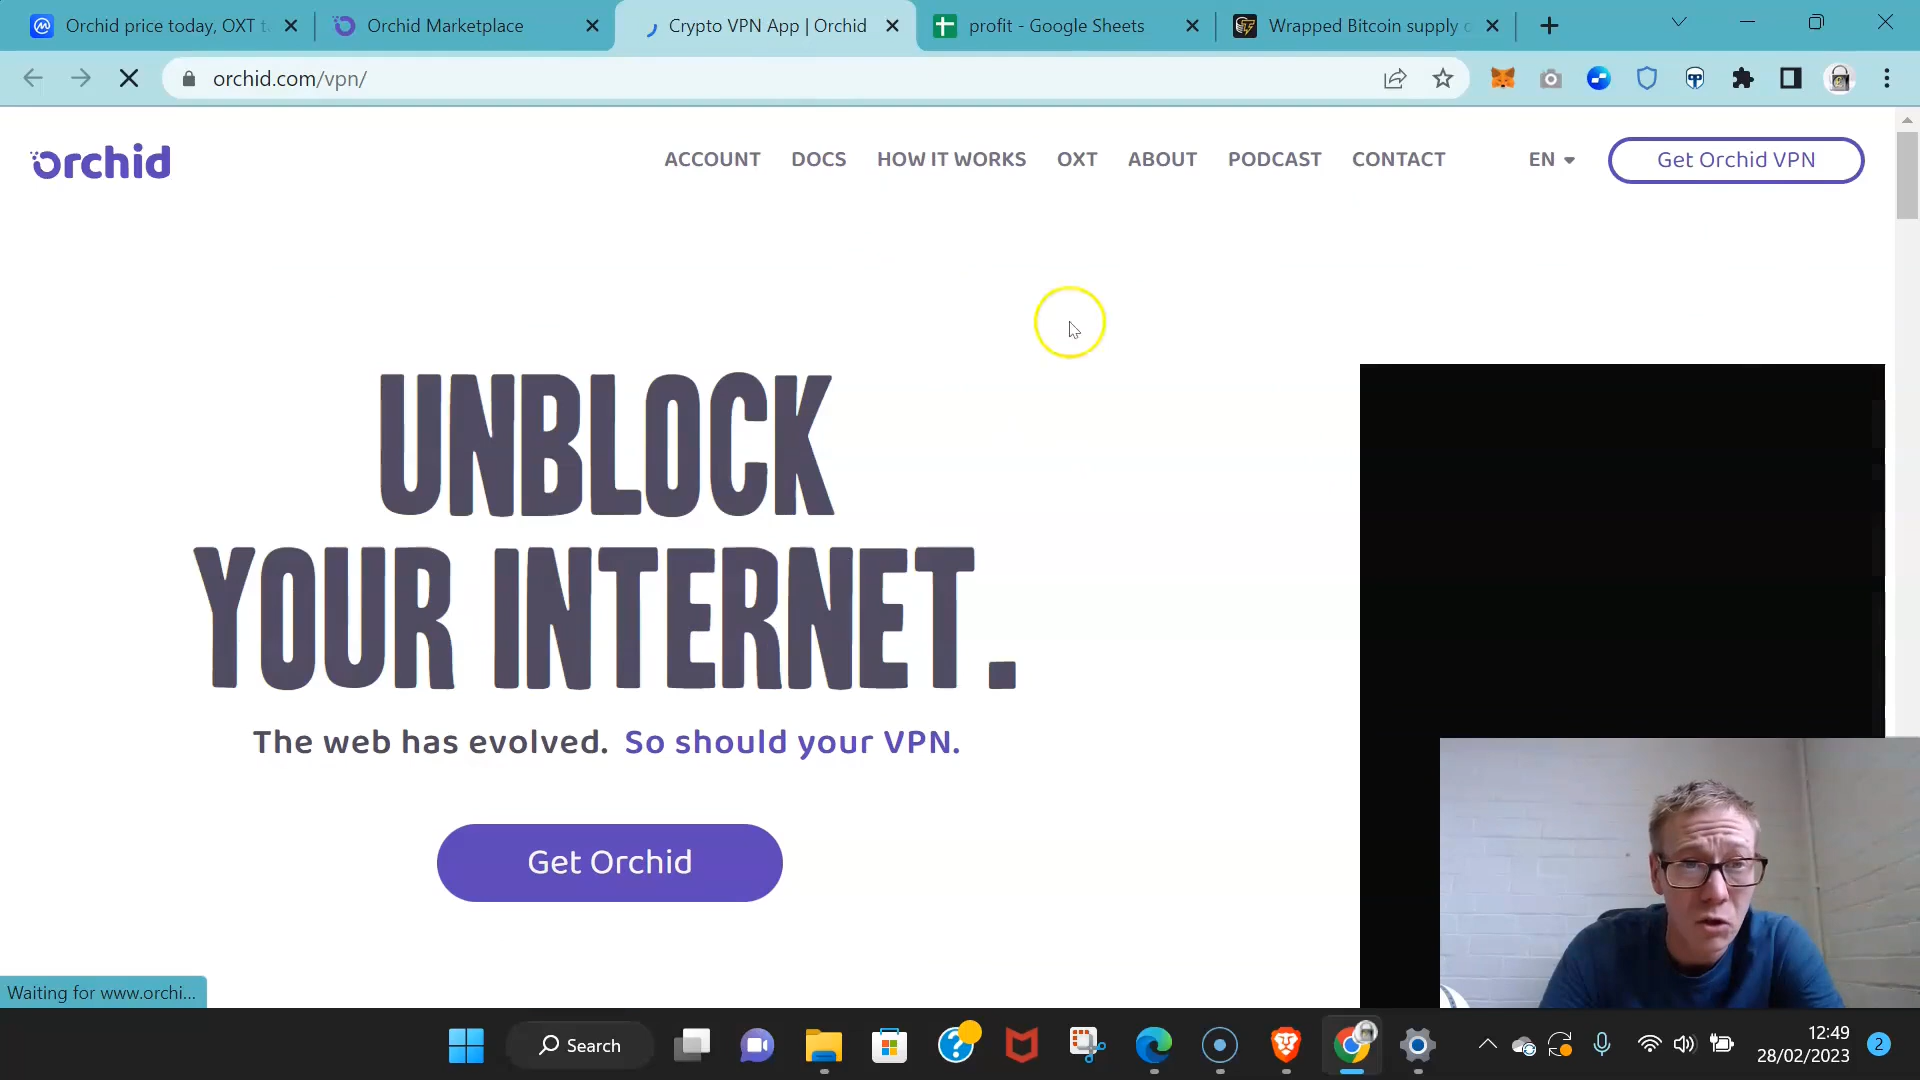 Orchid price today, OXT t
Orchid Marketplace
Crypto VPN App | Orchid
profit - Google Sheets
Wrapped Bitcoin supply o
orchid.com/vpn/
orchid
ACCOUNT
DOCS
HOW IT WORKS
OXT
ABOUT
PODCAST
CONTACT
EN
Get Orchid VPN
UNBLOCK
YOUR INTERNET.
The web has evolved. So should your VPN.
Get Orchid
Waiting for www.orchi...
Search
12:49
28/02/2023
2